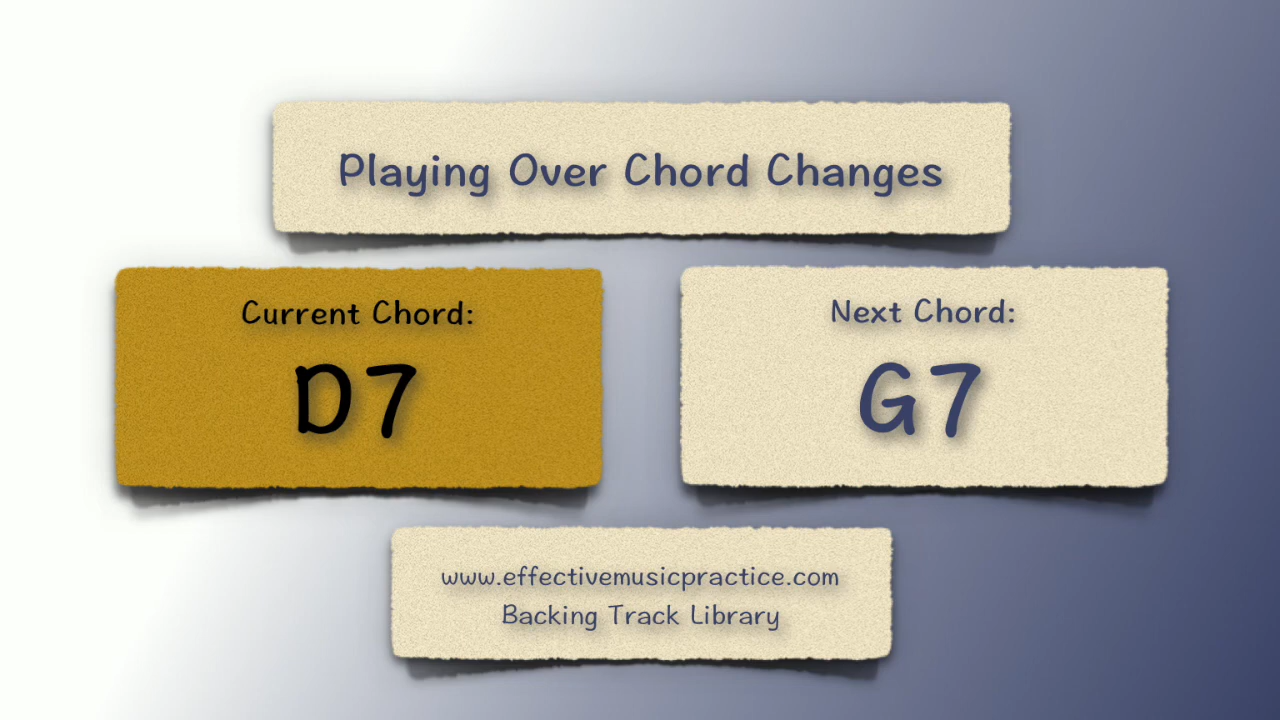 Playing Over Chord Changes
Current Chord:
D7
Next Chord:
G7
www.effectivemusicpractice.com
Backing Track Library